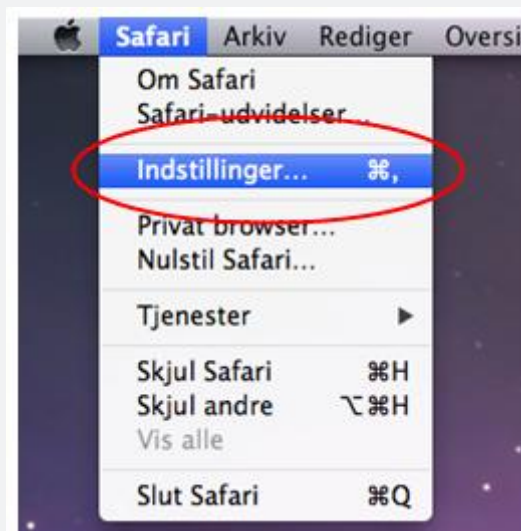 Safari Arkiv Rediger Oversi
Om Safari
Safari-udvidelser...
Indstillinger... ⌘,
Privat browser...
Nulstil Safari...
Tjenester ▶
Skjul Safari ⌘H
Skjul andre ⌥⌘H
Vis alle
Slut Safari ⌘Q